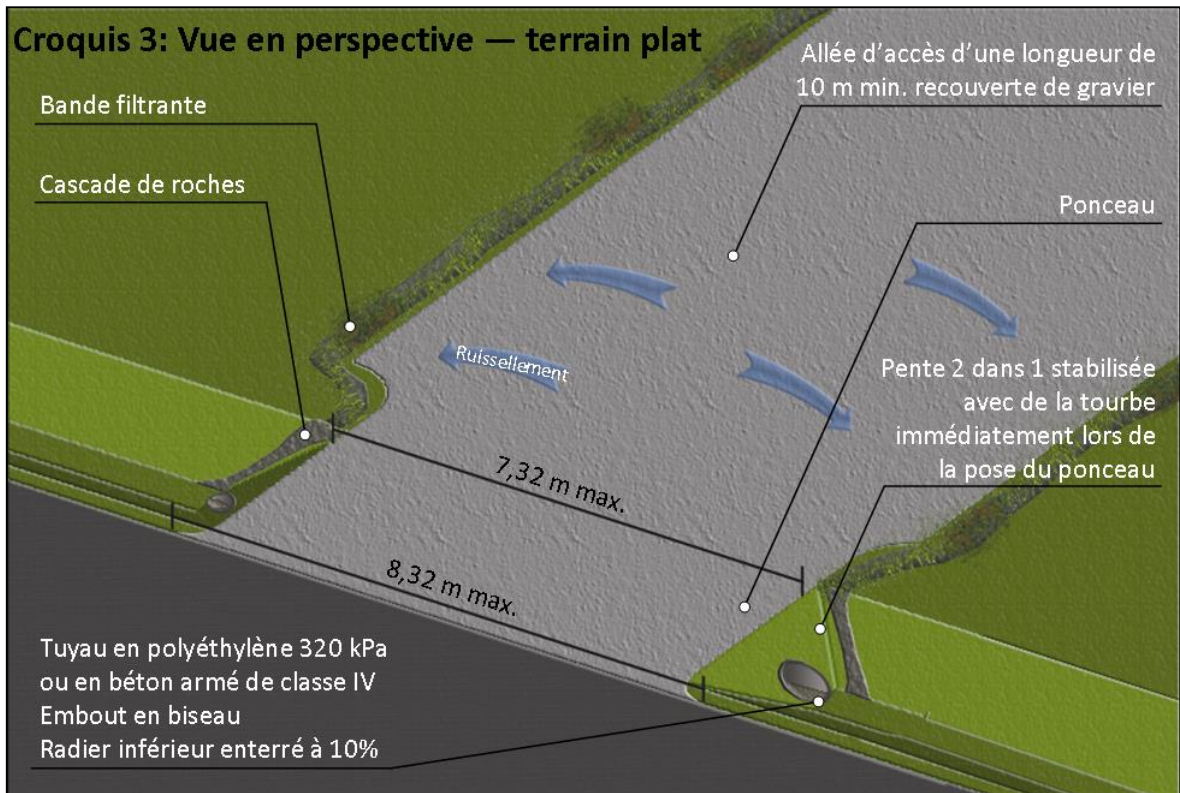 Croquis 3: Vue en perspective — terrain plat
Allée d'accès d'une longueur de
10 m min. recouverte de gravier
Bande filtrante
Cascade de roches
Ponceau
Ruissellement
Pente 2 dans 1 stabilisée
avec de la tourbe
immédiatement lors de
la pose du ponceau
7,32 m max.
8,32 m max.
Tuyau en polyéthylène 320 kPa
ou en béton armé de classe IV
Embout en biseau
Radier inférieur enterré à 10%